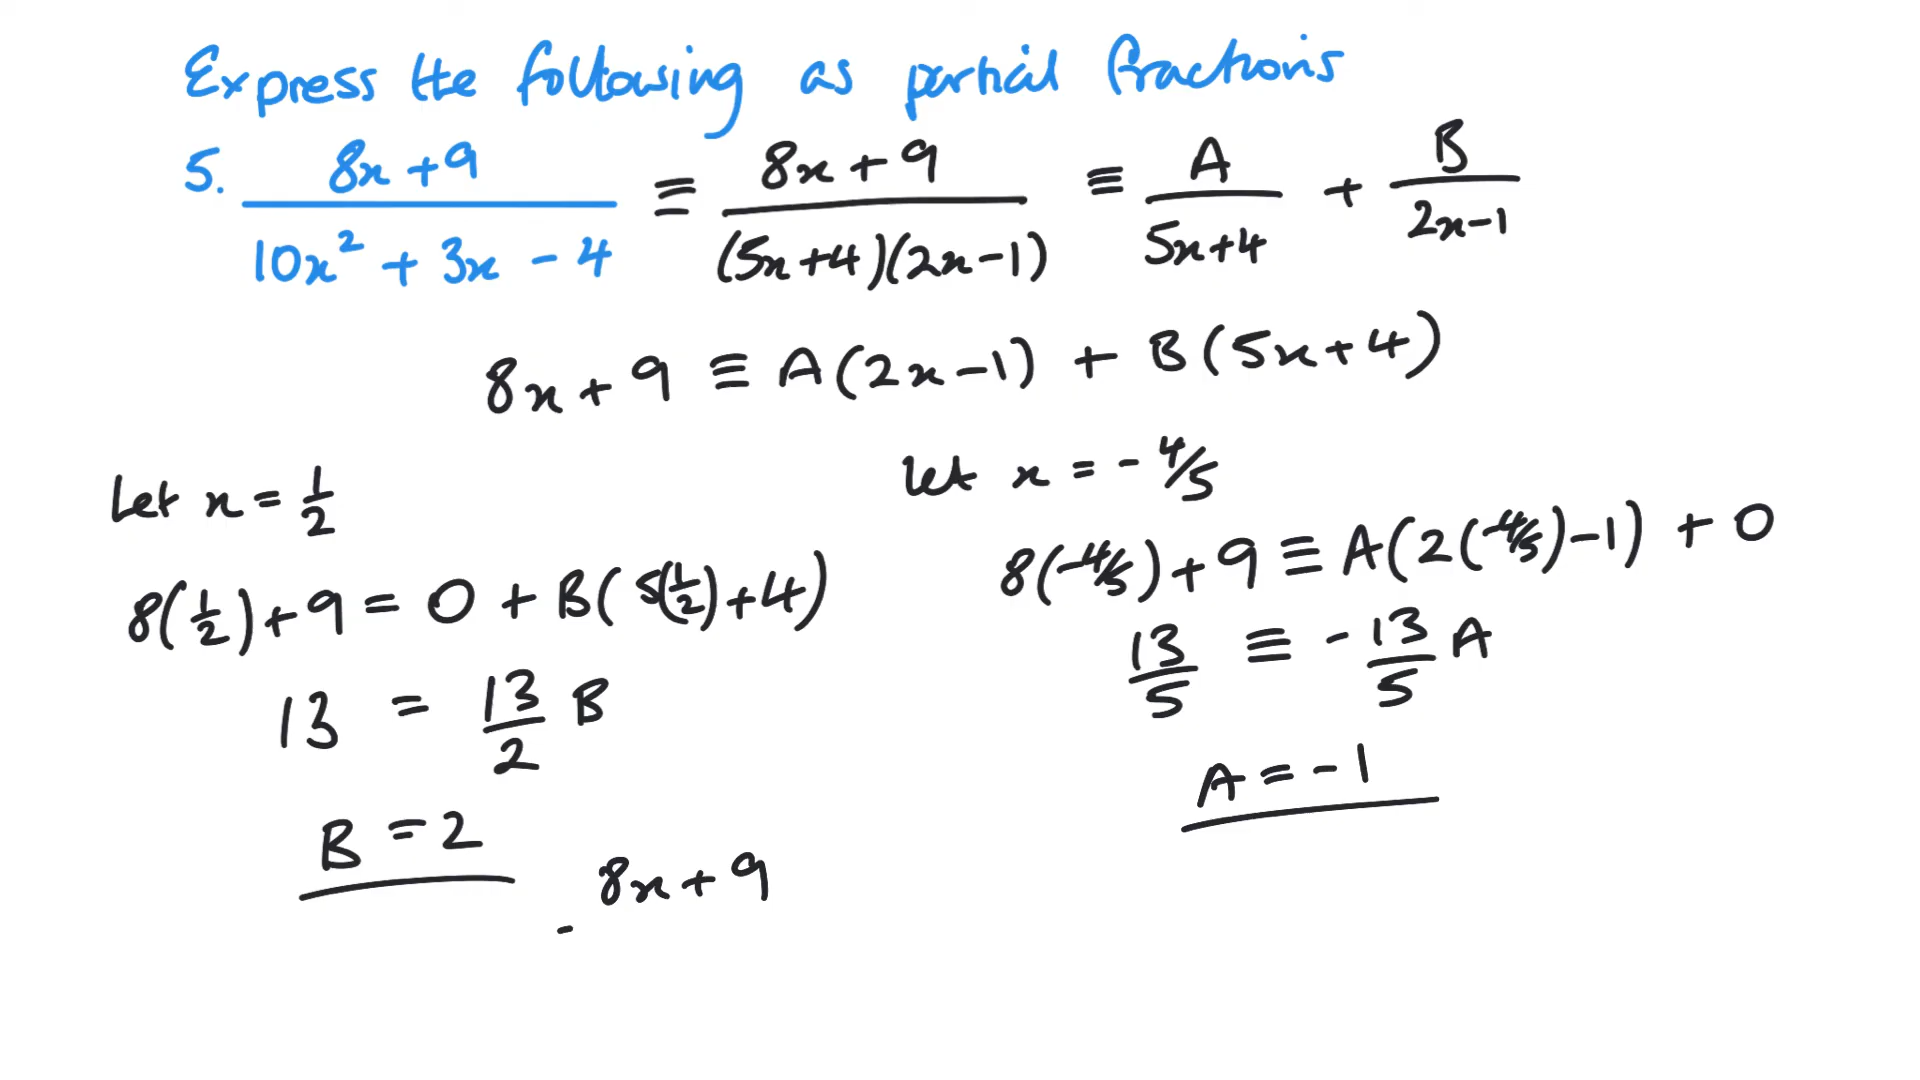 Express the following as partial fractions
5. (8x + 9)/(10x² + 3x - 4) ≡ (8x + 9)/((5x+4)(2x-1)) ≡ A/(5x+4) + B/(2x-1)
8x + 9 ≡ A(2x-1) + B(5x+4)
Let x = 1/2
8(1/2) + 9 = 0 + B(5(1/2)+4)
13 = 13/2 B
B = 2
Let x = -4/5
8(-4/5) + 9 ≡ A(2(-4/5)-1) + 0
13/5 ≡ -13/5 A
A = -1
8x + 9
-